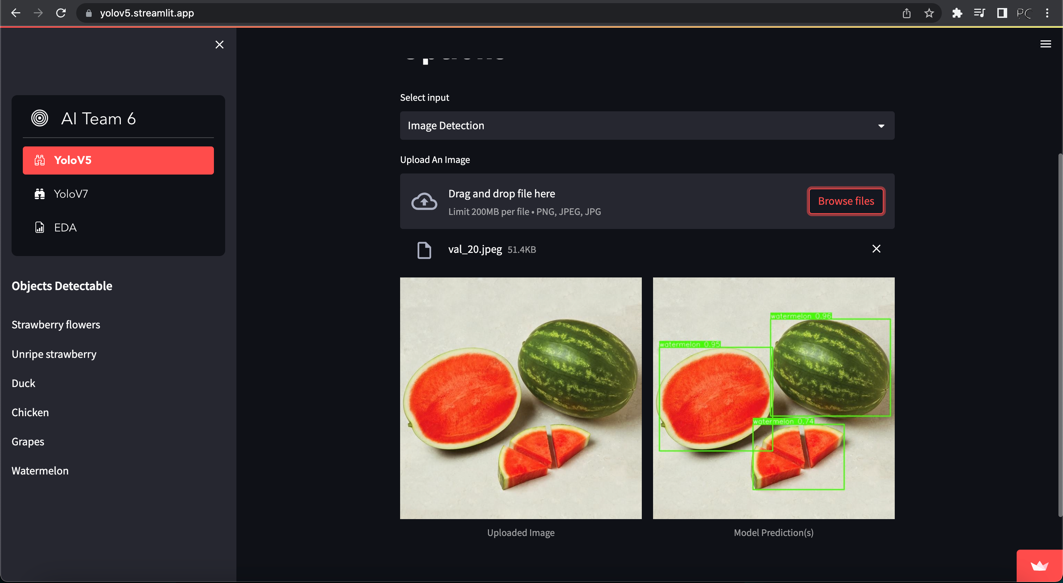 yolov5.streamlit.app
AI Team 6
YoloV5
YoloV7
EDA
Objects Detectable
Strawberry flowers
Unripe strawberry
Duck
Chicken
Grapes
Watermelon
Select input
Image Detection
Upload An Image
Drag and drop file here
Limit 200MB per file • PNG, JPEG, JPG
Browse files
val_20.jpeg 51.4KB
watermelon 0.96
watermelon 0.95
watermelon 0.74
Uploaded Image
Model Prediction(s)